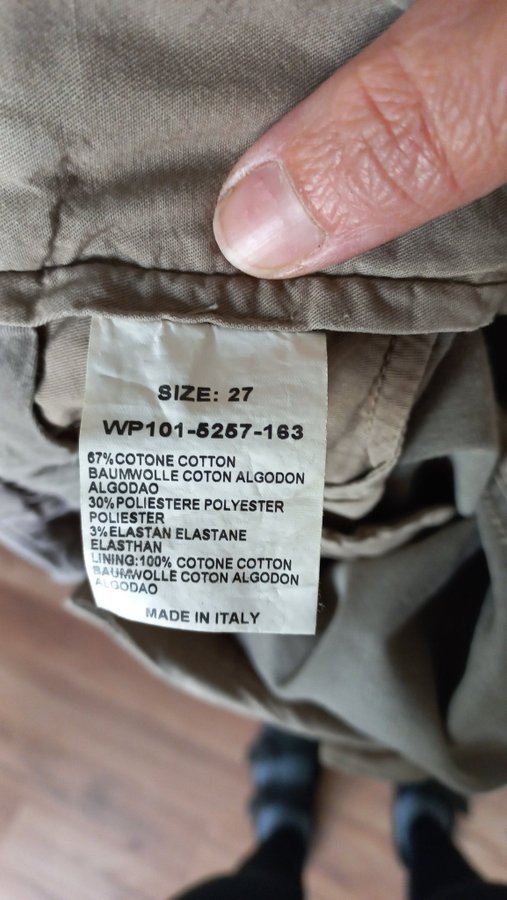 SIZE: 27
WP101-5257-163
67%COTONE COTTON
BAUMWOLLE COTON ALGODON
ALGODAO
30%POLIESTERE POLYESTER
POLIESTER
3%ELASTAN ELASTANE
ELASTHAN
LINING:100% COTONE COTTON
BAUMWOLLE COTON ALGODON
ALGODAO
MADE IN ITALY